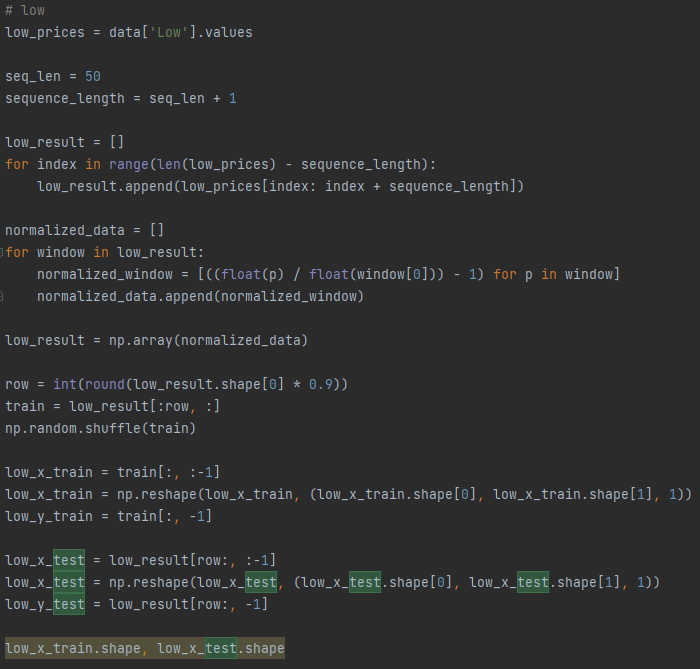 # low
low_prices = data['Low'].values
seq_len = 50
sequence_length = seq_len + 1
low_result = []
for index in range(len(low_prices) - sequence_length):
    low_result.append(low_prices[index: index + sequence_length])
normalized_data = []
for window in low_result:
    normalized_window = [((float(p) / float(window[0])) - 1) for p in window]
    normalized_data.append(normalized_window)
low_result = np.array(normalized_data)
row = int(round(low_result.shape[0] * 0.9))
train = low_result[:row, :]
np.random.shuffle(train)
low_x_train = train[:, :-1]
low_x_train = np.reshape(low_x_train, (low_x_train.shape[0], low_x_train.shape[1], 1))
low_y_train = train[:, -1]
low_x_test = low_result[row:, :-1]
low_x_test = np.reshape(low_x_test, (low_x_test.shape[0], low_x_test.shape[1], 1))
low_y_test = low_result[row:, -1]
low_x_train.shape, low_x_test.shape